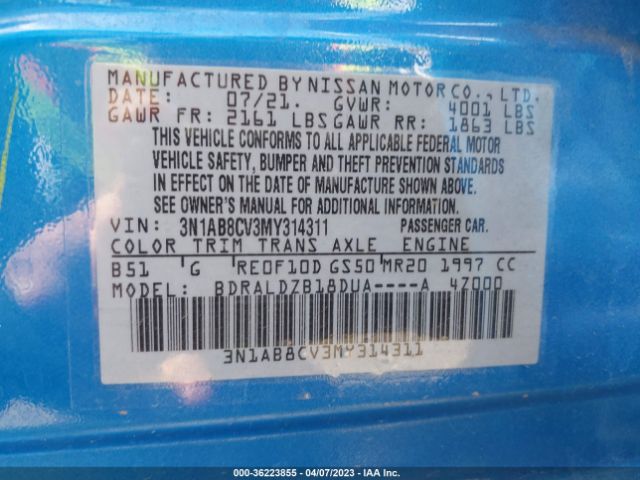 MANUFACTURED BY NISSAN MOTOR CO., LTD.
DATE: 07/21. GVWR: 4001 LBS
GAWR FR: 2161 LBS GAWR RR: 1863 LBS
THIS VEHICLE CONFORMS TO ALL APPLICABLE FEDERAL MOTOR
VEHICLE SAFETY, BUMPER AND THEFT PREVENTION STANDARDS
IN EFFECT ON THE DATE OF MANUFACTURE SHOWN ABOVE.
SEE OWNER'S MANUAL FOR ADDITIONAL INFORMATION.
VIN: 3N1AB8CV3MY314311 PASSENGER CAR.
COLOR TRIM TRANS AXLE ENGINE
B51 G RE0F10D GS50 MR20 1997 CC
MODEL: BDRALDZB18DUA----A 47000
3N1AB8CV3MY314311
000-36223855 - 04/07/2023 - IAA Inc.